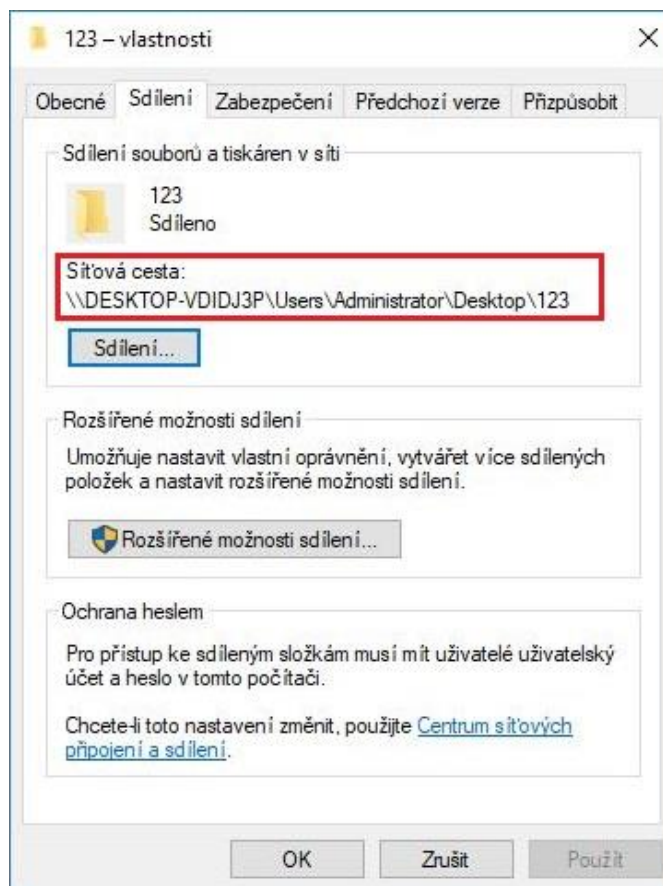 123 – vlastnosti
Obecné Sdílení Zabezpečení Předchozí verze Přizpůsobit
Sdílení souborů a tiskáren v síti
123
Sdíleno
Síťová cesta:
\\DESKTOP-VDIDJ3P\Users\Administrator\Desktop\123
Sdílení...
Rozšířené možnosti sdílení
Umožňuje nastavit vlastní oprávnění, vytvářet více sdílených
položek a nastavit rozšířené možnosti sdílení.
Rozšířené možnosti sdílení...
Ochrana heslem
Pro přístup ke sdíleným složkám musí mít uživatelé uživatelský
účet a heslo v tomto počítači.
Chcete-li toto nastavení změnit, použijte Centrum síťových
připojení a sdílení.
OK Zrušit Použít